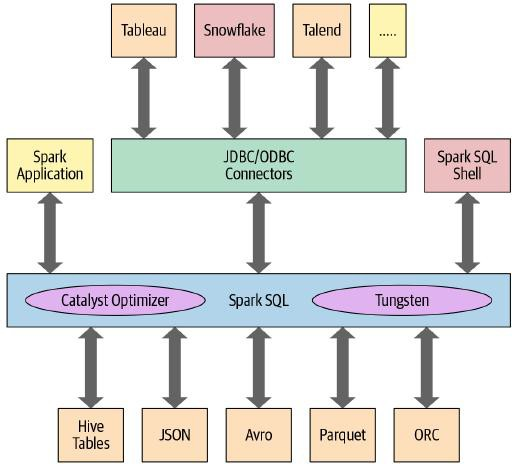 Tableau
Snowflake
Talend
.....
Spark
Application
JDBC/ODBC
Connectors
Spark SQL
Shell
Catalyst Optimizer
Spark SQL
Tungsten
Hive
Tables
JSON
Avro
Parquet
ORC